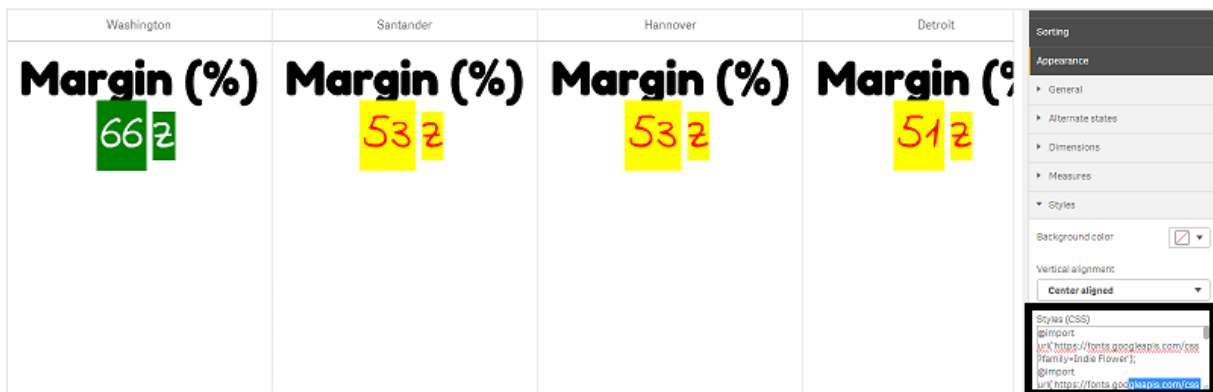 Washington Santander Hannover Detroit
Margin (%) Margin (%) Margin (%) Margin (%
66 z 53 z 53 z 51 z
Sorting
Appearance
General
Alternate states
Dimensions
Measures
Styles
Background color
Vertical alignment
Center aligned
Styles (CSS)
@import
url('https://fonts.googleapis.com/css
?family=Indie Flower');
@import
url('https://fonts.googleapis.com/css